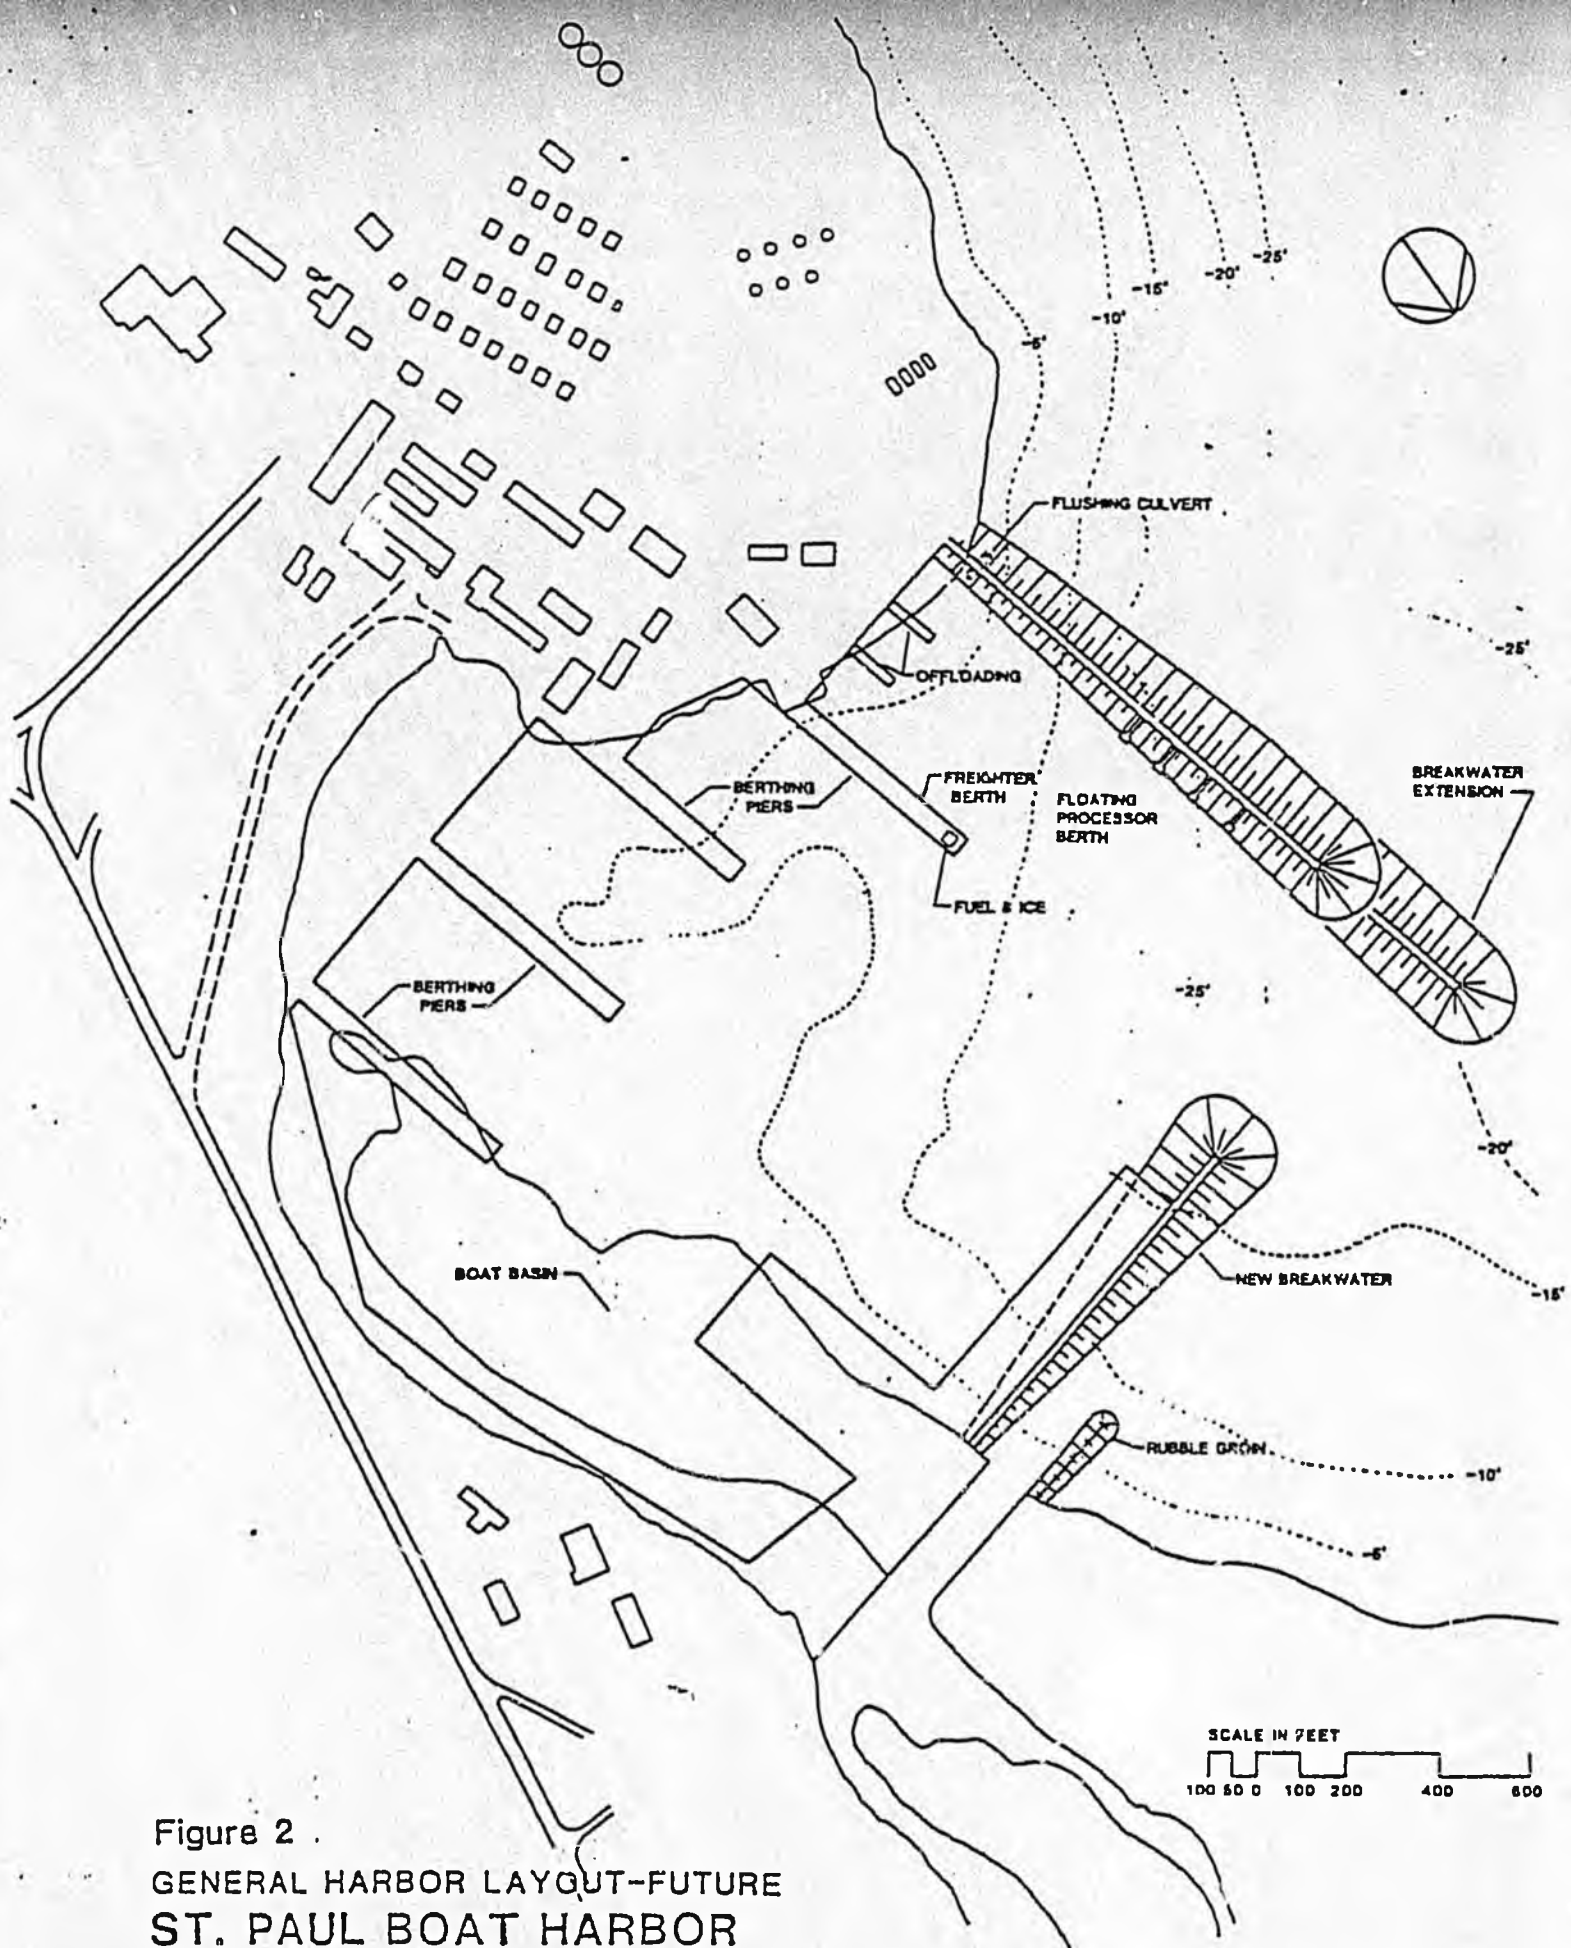 -25'
-20'
-15'
-10'
-5'
FLUSHING CULVERT
-25'
OFFLOADING
BREAKWATER
EXTENSION
FREIGHTER
BERTH
BERTHING
PIERS
FLOATING
PROCESSOR
BERTH
FUEL & ICE
BERTHING
PIERS
-25'
-20'
BOAT BASIN
NEW BREAKWATER
-15'
RUBBLE GROIN
-10'
-5'
SCALE IN FEET
100 50 0 100 200 400 600
Figure 2
GENERAL HARBOR LAYOUT-FUTURE
ST. PAUL BOAT HARBOR